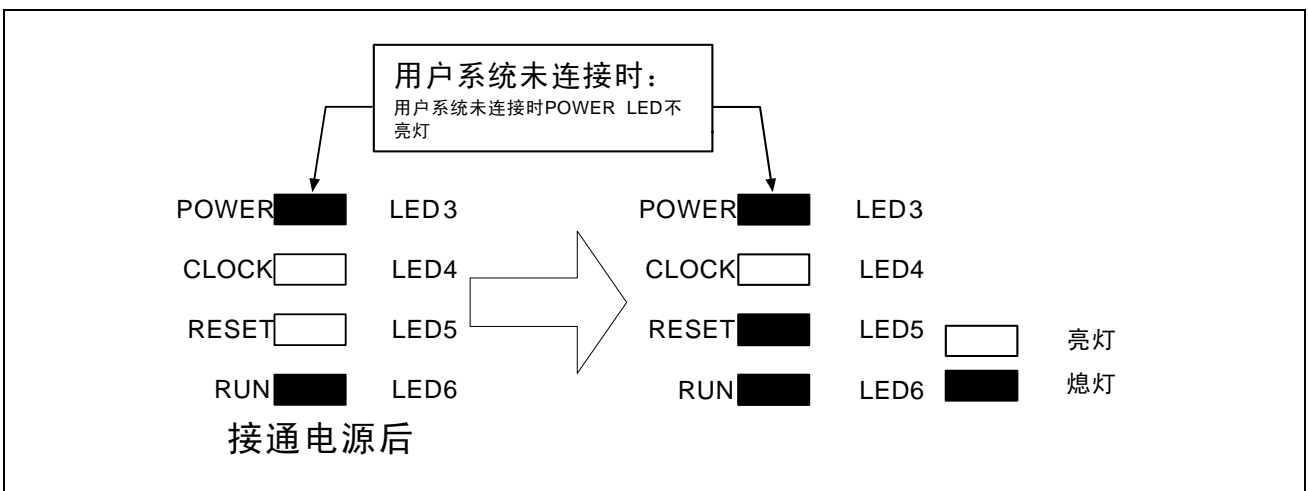 用户系统未连接时：
用户系统未连接时POWER LED不
亮灯
POWER LED3 POWER LED3
CLOCK LED4 CLOCK LED4
RESET LED5 RESET LED5
亮灯
RUN LED6 RUN LED6
熄灯
接通电源后